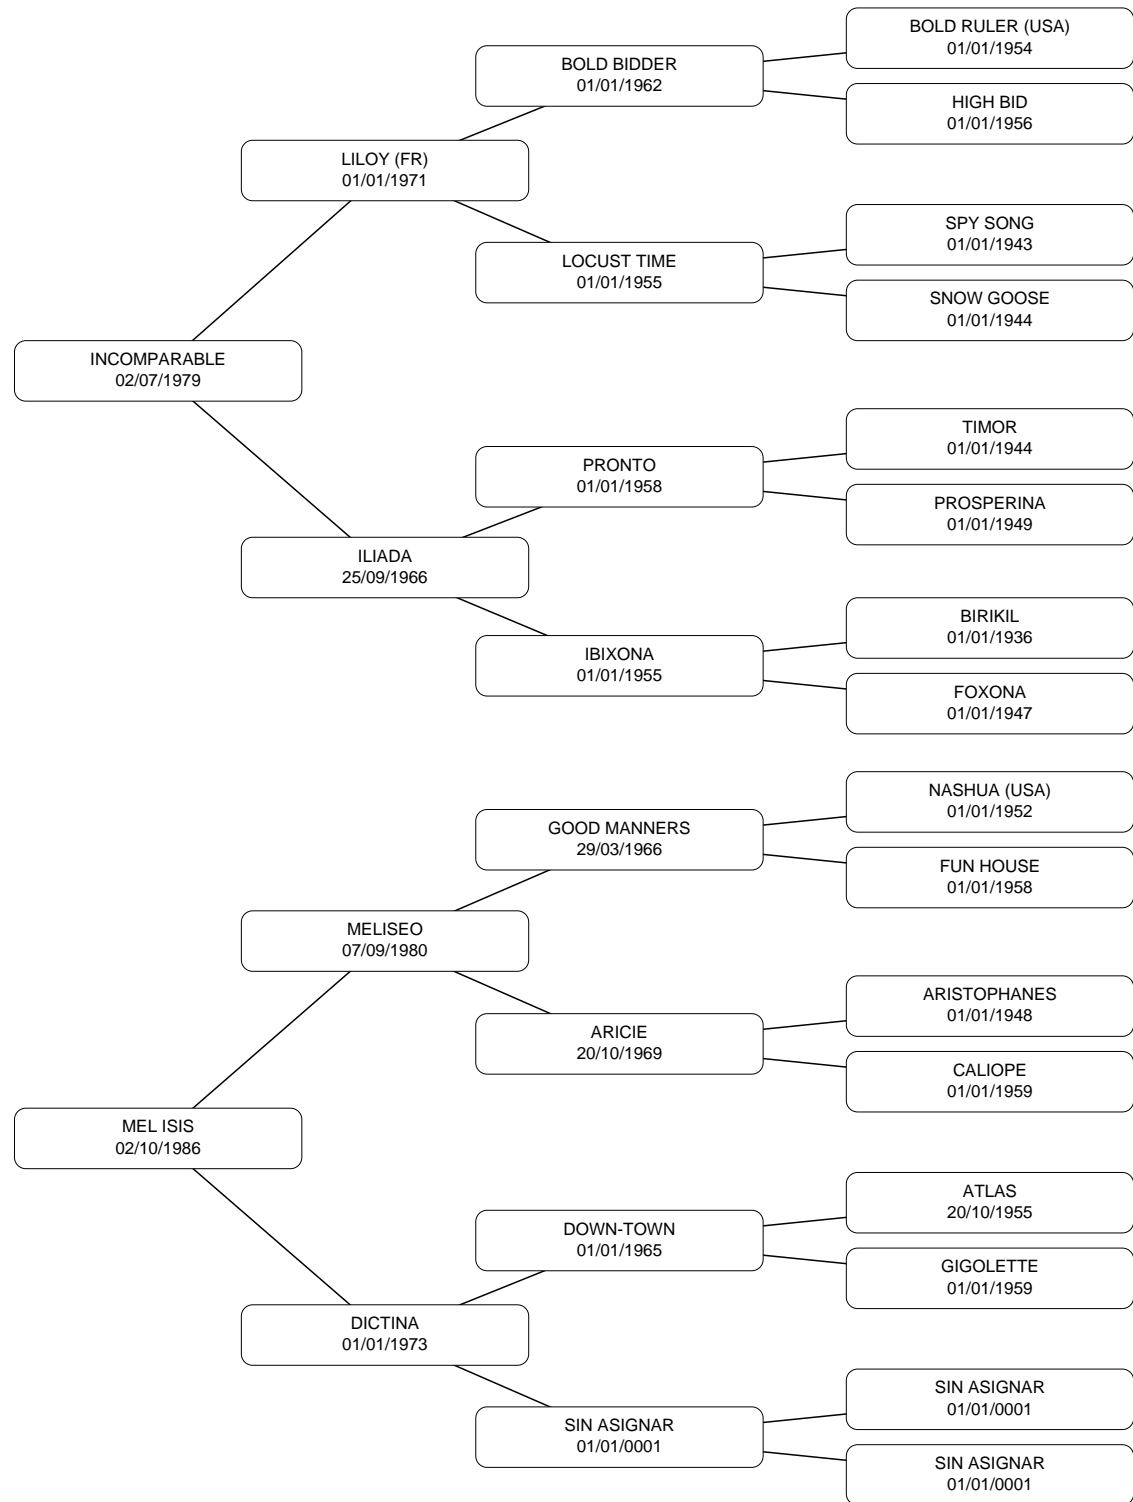 BOLD RULER (USA)
01/01/1954
BOLD BIDDER
01/01/1962
HIGH BID
01/01/1956
LILOY (FR)
01/01/1971
SPY SONG
01/01/1943
LOCUST TIME
01/01/1955
SNOW GOOSE
01/01/1944
INCOMPARABLE
02/07/1979
TIMOR
01/01/1944
PRONTO
01/01/1958
PROSPERINA
01/01/1949
ILIADA
25/09/1966
BIRIKIL
01/01/1936
IBIXONA
01/01/1955
FOXONA
01/01/1947
NASHUA (USA)
01/01/1952
GOOD MANNERS
29/03/1966
FUN HOUSE
01/01/1958
MELISEO
07/09/1980
ARISTOPHANES
01/01/1948
ARICIE
20/10/1969
CALIOPE
01/01/1959
MEL ISIS
02/10/1986
ATLAS
20/10/1955
DOWN-TOWN
01/01/1965
GIGOLETTE
01/01/1959
DICTINA
01/01/1973
SIN ASIGNAR
01/01/0001
SIN ASIGNAR
01/01/0001
SIN ASIGNAR
01/01/0001